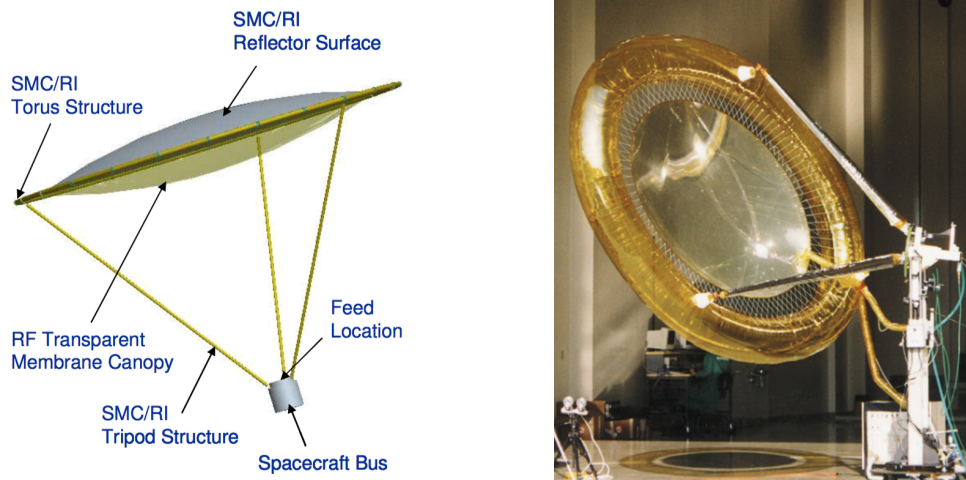 SMC/RI
Reflector Surface
SMC/RI
Torus Structure
Feed
Location
RF Transparent
Membrane Canopy
SMC/RI
Tripod Structure
Spacecraft Bus